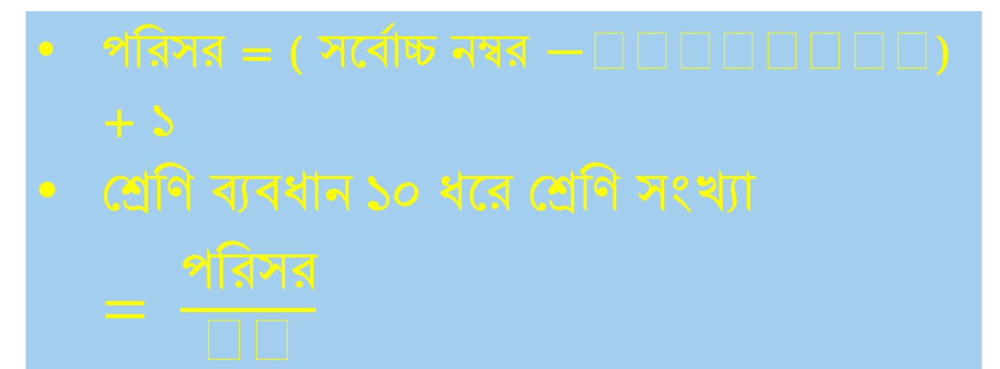 • পরিসর = ( সর্বোচ্চ নম্বর − )
+ ১
• শ্রেণি ব্যবধান ১০ ধরে শ্রেণি সংখ্যা
= পরিসর